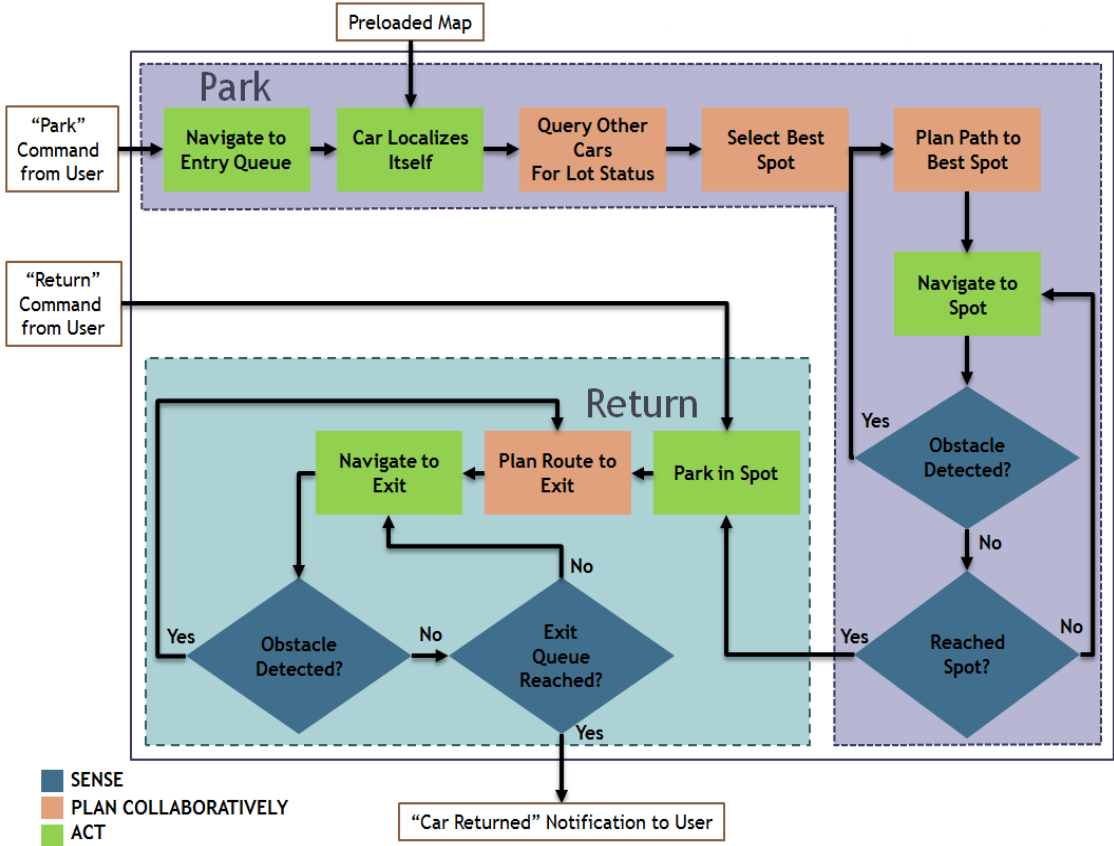 Preloaded Map
Park
“Park”
Command
from User
Navigate to
Entry Queue
Car Localizes
Itself
Query Other
Cars
For Lot Status
Select Best
Spot
Plan Path to
Best Spot
“Return”
Command
from User
Navigate to
Spot
Return
Yes
Obstacle
Detected?
No
Navigate to
Exit
Plan Route to
Exit
Park in Spot
No
Yes
Obstacle
Detected?
No
Exit
Queue
Reached?
Yes
Yes
Reached
Spot?
No
SENSE
PLAN COLLABORATIVELY
ACT
“Car Returned” Notification to User